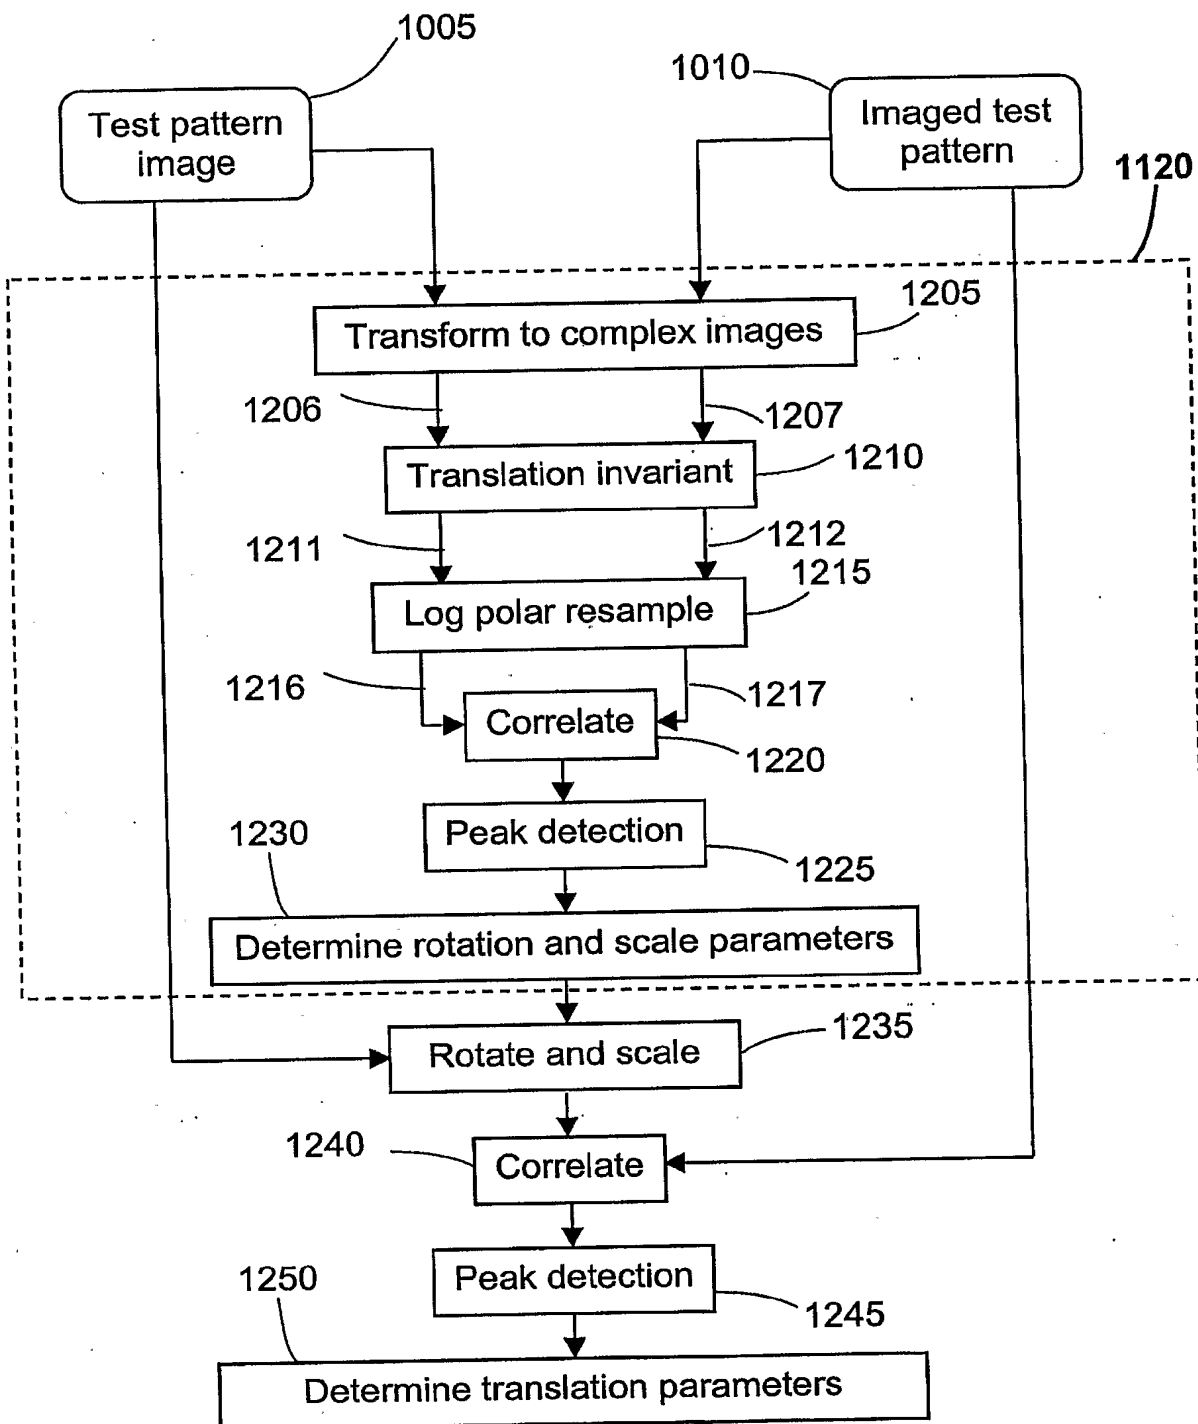 1005
1010
Test pattern
image
Imaged test
pattern
1120
1205
Transform to complex images
1206
1207
Translation invariant
1210
1211
1212
1215
Log polar resample
1216
1217
Correlate
1220
Peak detection
1230
1225
Determine rotation and scale parameters
1235
Rotate and scale
1240
Correlate
Peak detection
1250
1245
Determine translation parameters